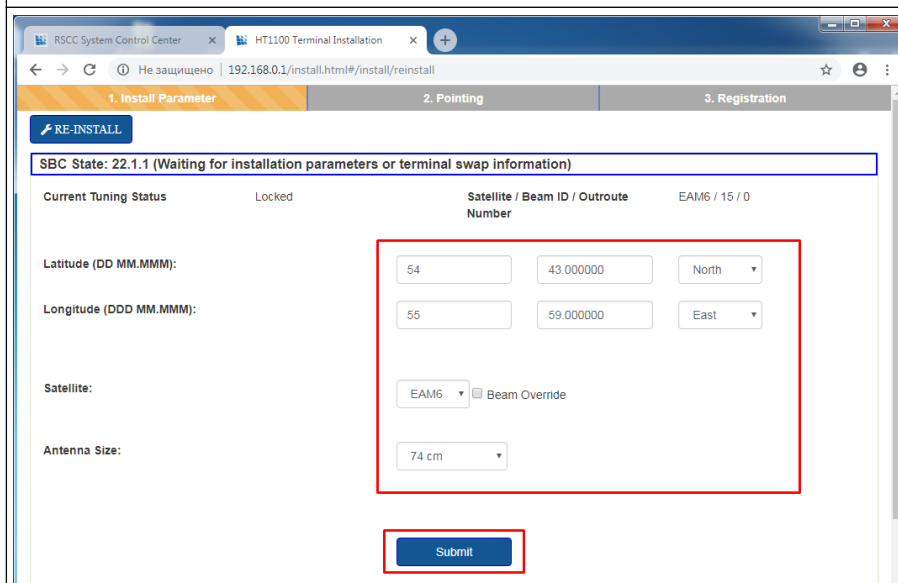 RSCC System Control Center
HT1100 Terminal Installation
Не защищено | 192.168.0.1/install.html#/install/reinstall
1. Install Parameter
2. Pointing
3. Registration
RE-INSTALL
SBC State: 22.1.1 (Waiting for installation parameters or terminal swap information)
Current Tuning Status
Locked
Satellite / Beam ID / Outroute
Number
EAM6 / 15 / 0
Latitude (DD MM.MMM):
54
43.000000
North
Longitude (DDD MM.MMM):
55
59.000000
East
Satellite:
EAM6
Beam Override
Antenna Size:
74 cm
Submit